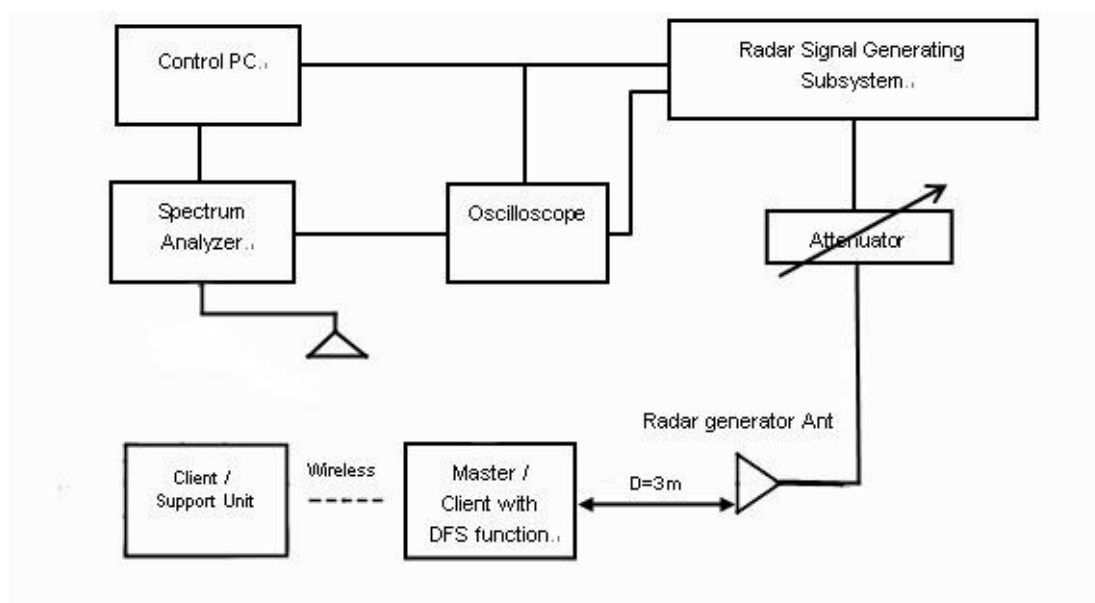 Control PC
Radar Signal Generating
Subsystem
Spectrum
Analyzer
Oscilloscope
Attenuator
Radar generator Ant
Client /
Support Unit
Wireless
Master /
Client with
DFS function
D=3m